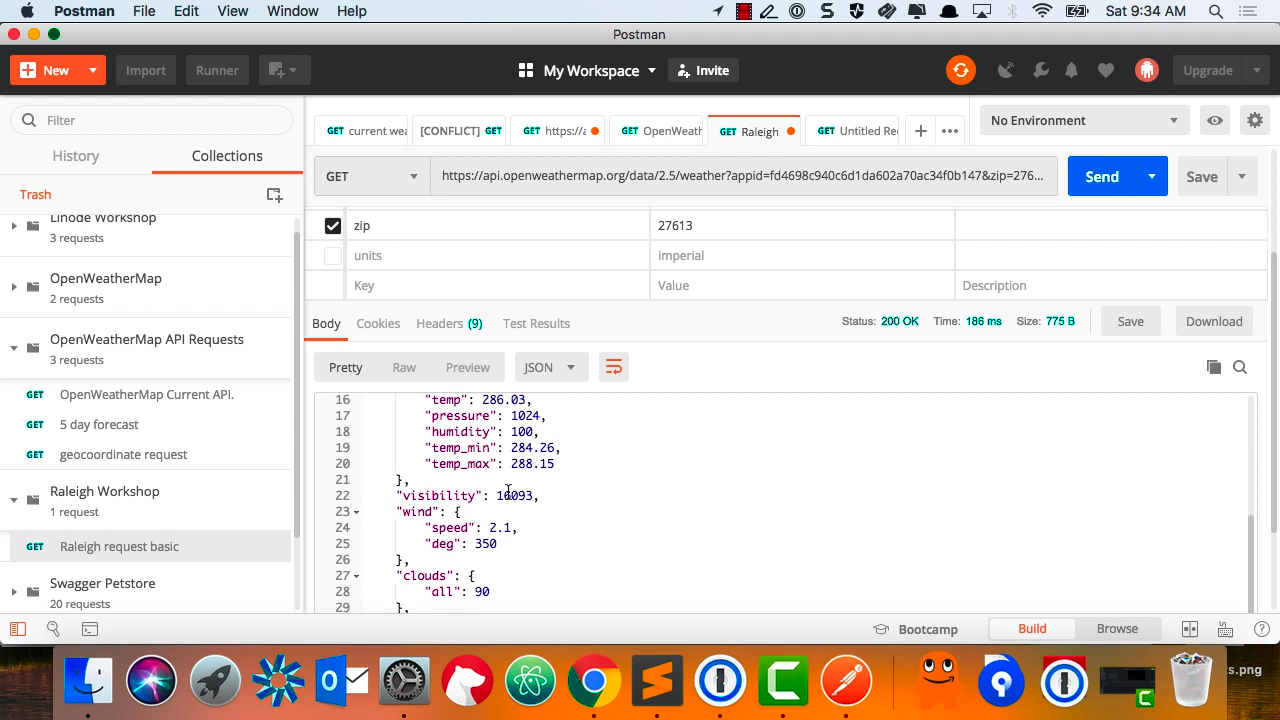 Postman File Edit View Window Help Sat 9:34 AM
Postman
New Import Runner My Workspace Invite Upgrade
Filter
History Collections
Trash
Linode Workshop
3 requests
OpenWeatherMap
2 requests
OpenWeatherMap API Requests
3 requests
GET OpenWeatherMap Current API.
GET 5 day forecast
GET geocoordinate request
Raleigh Workshop
1 request
GET Raleigh request basic
Swagger Petstore
20 requests
GET current wea [CONFLICT] GET GET https://a GET OpenWeath GET Raleigh GET Untitled Rec No Environment
GET https://api.openweathermap.org/data/2.5/weather?appid=fd4698c940c6d1da602a70ac34f0b147&zip=276... Send Save
zip 27613
units imperial
Key Value Description
Body Cookies Headers (9) Test Results Status: 200 OK Time: 186 ms Size: 775 B Save Download
Pretty Raw Preview JSON
16 "temp": 286.03,
17 "pressure": 1024,
18 "humidity": 100,
19 "temp_min": 284.26,
20 "temp_max": 288.15
21 },
22 "visibility": 16093,
23 "wind": {
24 "speed": 2.1,
25 "deg": 350
26 },
27 "clouds": {
28 "all": 90
29 },
Bootcamp Build Browse
s.png